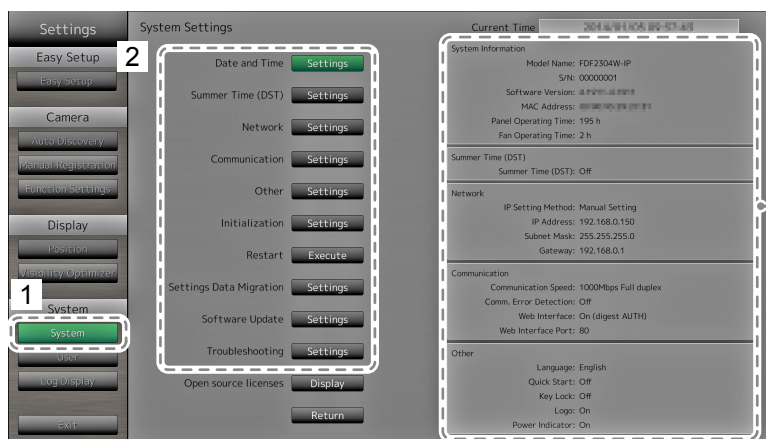 Settings
Easy Setup
Easy Setup
Camera
Auto Discovery
Manual Registration
Function Settings
Display
Position
Visibility Optimizer
1
System
System
User
Log Display
Exit
System Settings
2
Date and Time Settings
Summer Time (DST) Settings
Network Settings
Communication Settings
Other Settings
Initialization Settings
Restart Execute
Settings Data Migration Settings
Software Update Settings
Troubleshooting Settings
Open source licenses Display
Return
Current Time
System Information
Model Name: FDF2304W-IP
S/N: 00000001
Software Version:
MAC Address:
Panel Operating Time: 195 h
Fan Operating Time: 2 h
Summer Time (DST)
Summer Time (DST): Off
Network
IP Setting Method: Manual Setting
IP Address: 192.168.0.150
Subnet Mask: 255.255.255.0
Gateway: 192.168.0.1
Communication
Communication Speed: 1000Mbps Full duplex
Comm. Error Detection: Off
Web Interface: On (digest AUTH)
Web Interface Port: 80
Other
Language: English
Quick Start: Off
Key Lock: Off
Logo: On
Power Indicator: On